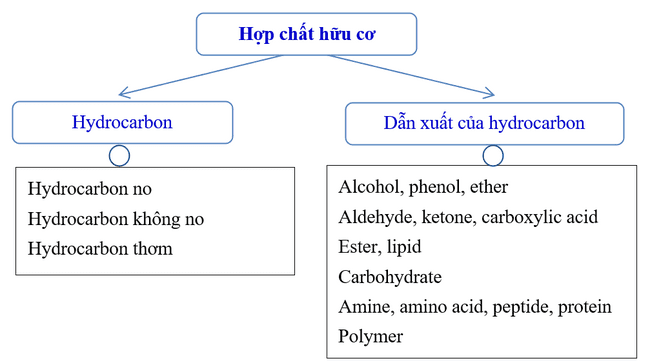 Hợp chất hữu cơ
Hydrocarbon
Hydrocarbon no
Hydrocarbon không no
Hydrocarbon thơm
Dẫn xuất của hydrocarbon
Alcohol, phenol, ether
Aldehyde, ketone, carboxylic acid
Ester, lipid
Carbohydrate
Amine, amino acid, peptide, protein
Polymer